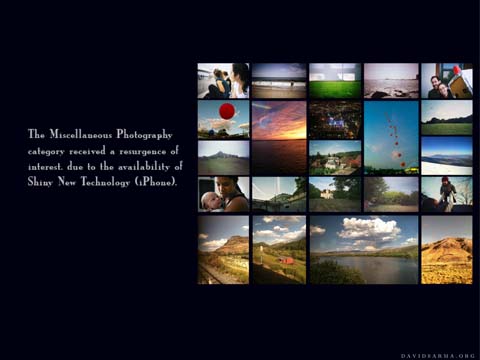 The Miscellaneous Photography
category received a resurgence of
interest, due to the availability of
Shiny New Technology (iPhone).
DAVIDSARMA.ORG